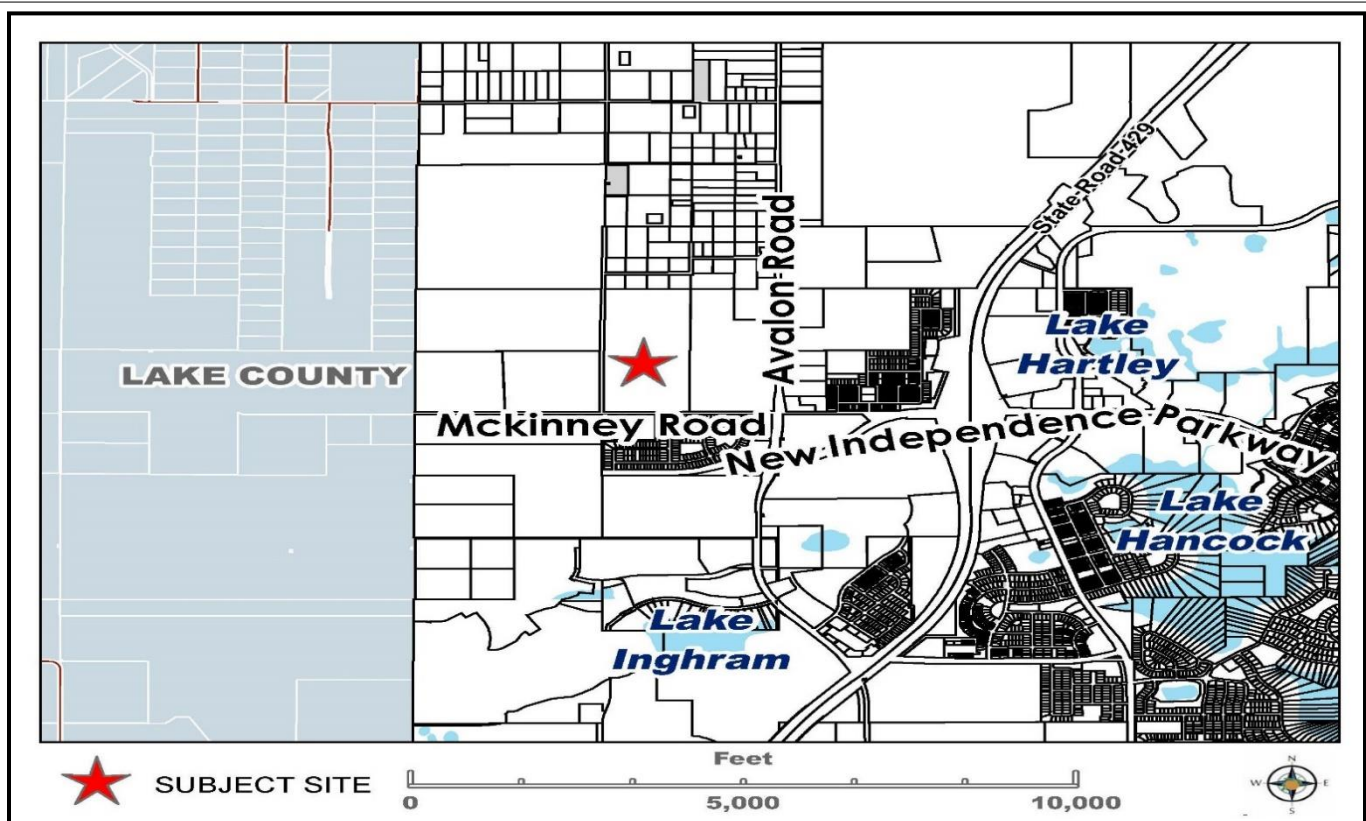 State-Road-429
Avalon Road
Lake
Hartley
LAKE COUNTY
Mckinney Road
New Independence Parkway
Lake
Hancock
Lake
Inghram
SUBJECT SITE
Feet
0 5,000 10,000
N
W E
S